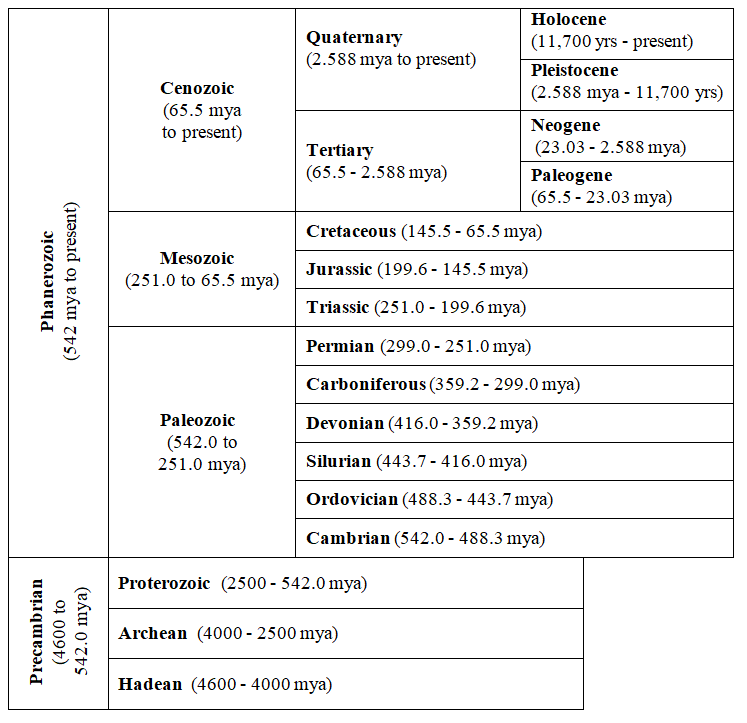 Phanerozoic
(542 mya to present)
Cenozoic
(65.5 mya
to present)
Quaternary
(2.588 mya to present)
Holocene
(11,700 yrs - present)
Pleistocene
(2.588 mya - 11,700 yrs)
Tertiary
(65.5 - 2.588 mya)
Neogene
(23.03 - 2.588 mya)
Paleogene
(65.5 - 23.03 mya)
Mesozoic
(251.0 to 65.5 mya)
Cretaceous (145.5 - 65.5 mya)
Jurassic (199.6 - 145.5 mya)
Triassic (251.0 - 199.6 mya)
Paleozoic
(542.0 to
251.0 mya)
Permian (299.0 - 251.0 mya)
Carboniferous (359.2 - 299.0 mya)
Devonian (416.0 - 359.2 mya)
Silurian (443.7 - 416.0 mya)
Ordovician (488.3 - 443.7 mya)
Cambrian (542.0 - 488.3 mya)
Precambrian
(4600 to
542.0 mya)
Proterozoic (2500 - 542.0 mya)
Archean (4000 - 2500 mya)
Hadean (4600 - 4000 mya)